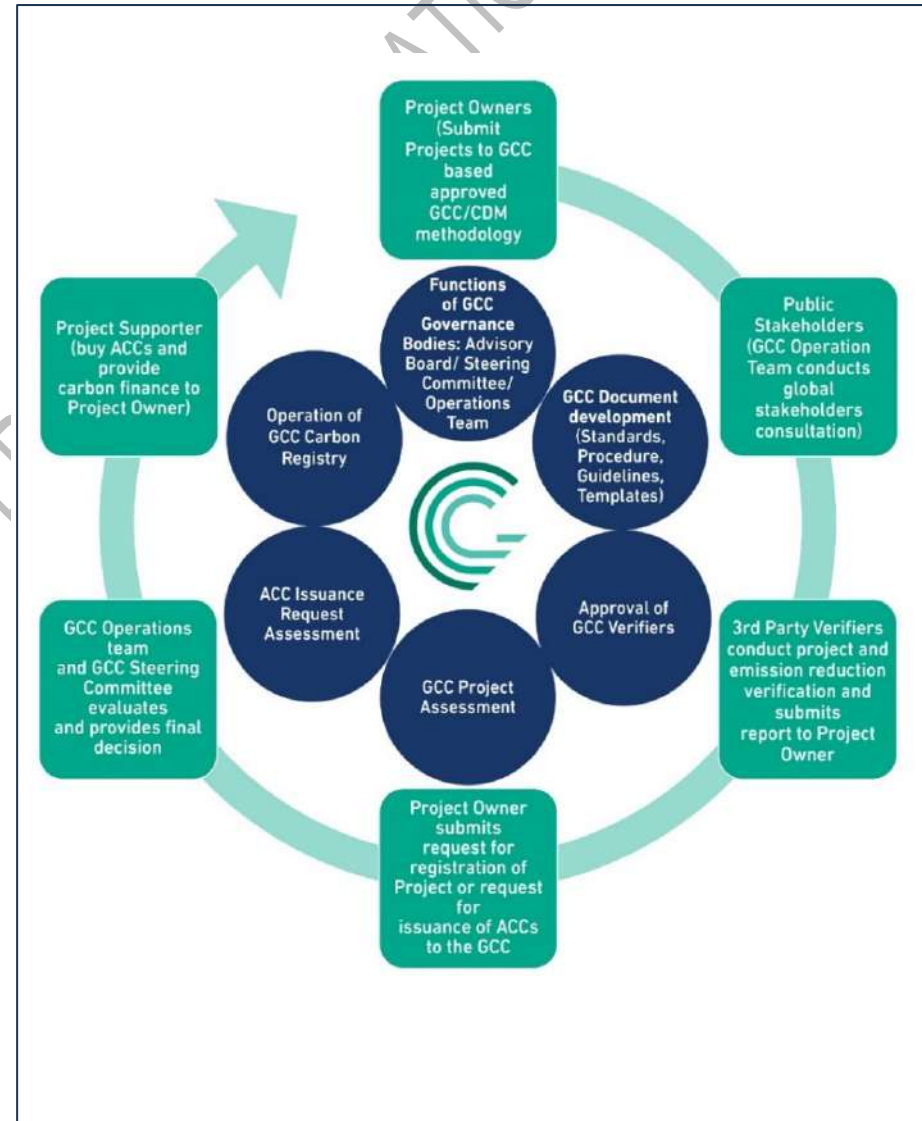 Project Owners
(Submit
Projects to GCC
based
approved
GCC/CDM
methodology
Public
Stakeholders
(GCC Operation
Team conducts
global
stakeholders
consultation)
3rd Party Verifiers
conduct project and
emission reduction
verification and
submits
report to Project
Owner
Project Owner
submits
request for
registration of
Project or request
for
issuance of ACCs
to the GCC
GCC Operations
team
and GCC Steering
Committee
evaluates
and provides final
decision
Project Supporter
(buy ACCs and
provide
carbon finance to
Project Owner)
Functions
of GCC
Governance
Bodies: Advisory
Board/ Steering
Committee/
Operations
Team
GCC Document
development
(Standards,
Procedure,
Guidelines,
Templates)
Approval of
GCC Verifiers
GCC Project
Assessment
ACC Issuance
Request
Assessment
Operation of
GCC Carbon
Registry